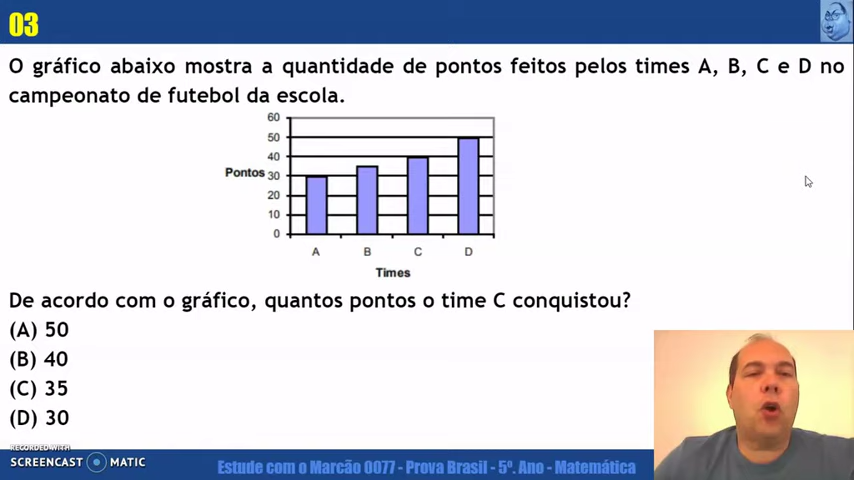 03
O gráfico abaixo mostra a quantidade de pontos feitos pelos times A, B, C e D no
campeonato de futebol da escola.
60
50
40
Pontos 30
20
10
0
A B C D
Times
De acordo com o gráfico, quantos pontos o time C conquistou?
(A) 50
(B) 40
(C) 35
(D) 30
RECORDED WITH
SCREENCAST MATIC
Estude com o Marcão 0077 - Prova Brasil - 5º. Ano - Matemática